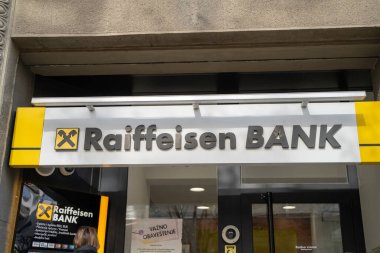 Raiffeisen BANK
Raiffeisen
BANK
VAŽNO
OBAVEŠTENJE